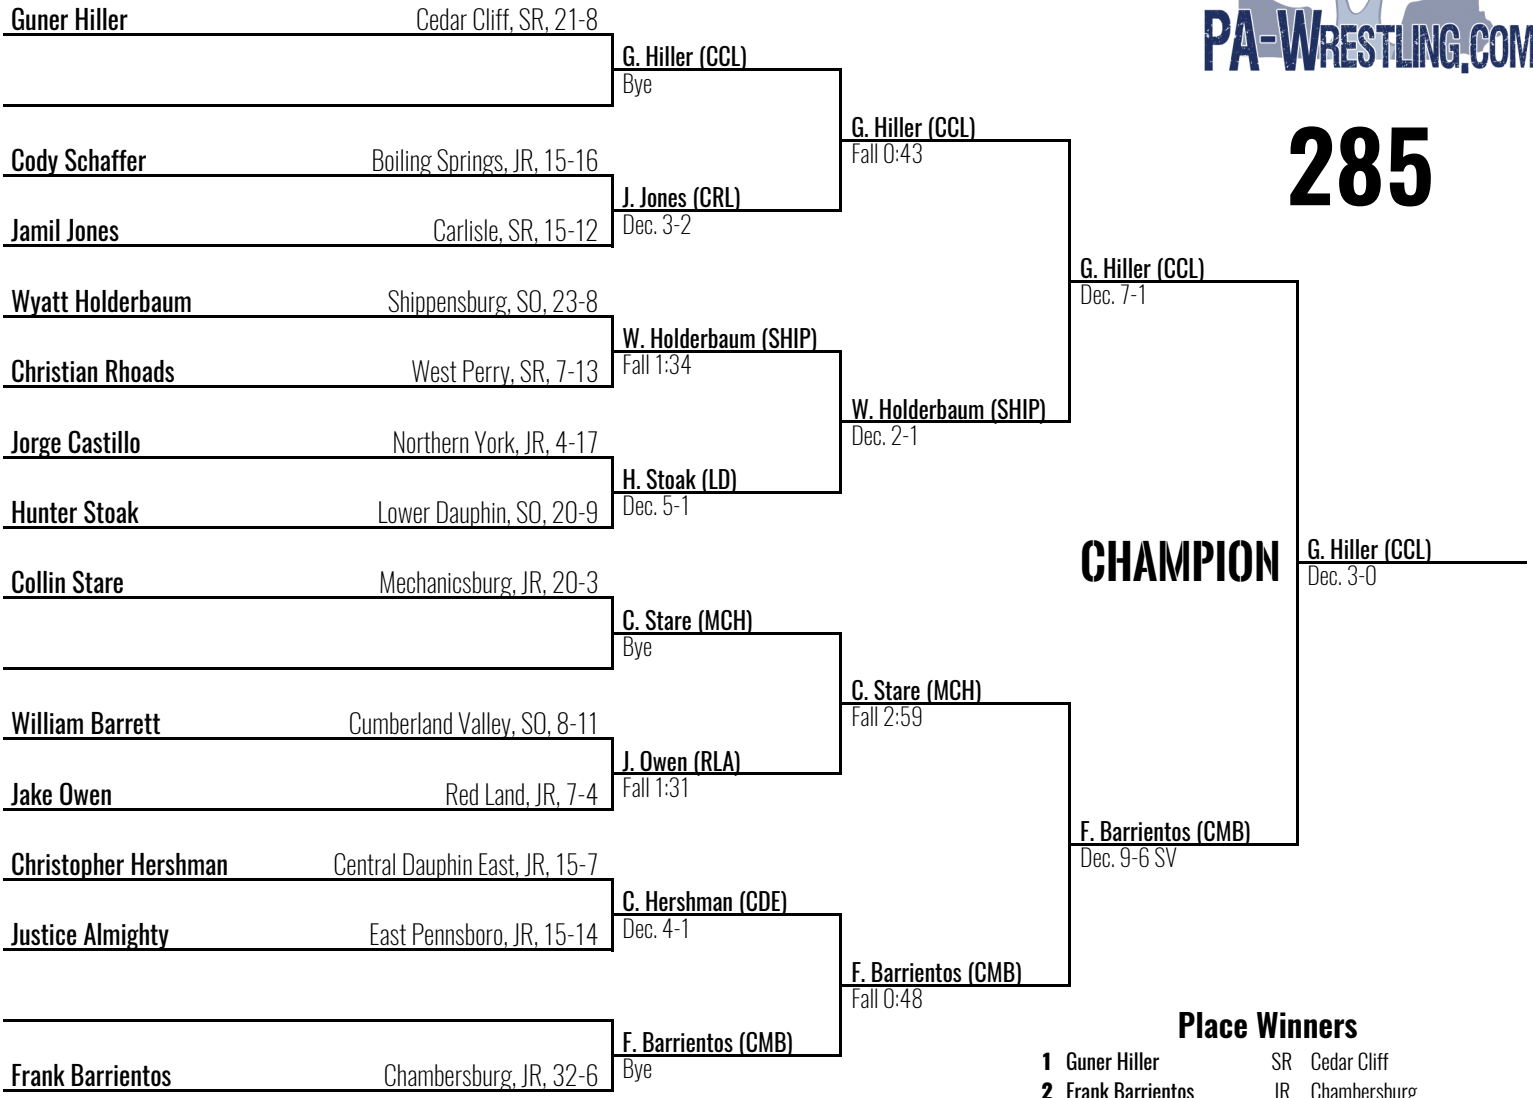 PA-WRESTLING.COM
285
Guner Hiller Cedar Cliff, SR, 21-8
G. Hiller (CCL)
Bye
G. Hiller (CCL)
Fall 0:43
Cody Schaffer Boiling Springs, JR, 15-16
J. Jones (CRL)
Dec. 3-2
Jamil Jones Carlisle, SR, 15-12
G. Hiller (CCL)
Dec. 7-1
Wyatt Holderbaum Shippensburg, SO, 23-8
W. Holderbaum (SHIP)
Fall 1:34
Christian Rhoads West Perry, SR, 7-13
W. Holderbaum (SHIP)
Dec. 2-1
Jorge Castillo Northern York, JR, 4-17
H. Stoak (LD)
Dec. 5-1
Hunter Stoak Lower Dauphin, SO, 20-9
CHAMPION
G. Hiller (CCL)
Dec. 3-0
Collin Stare Mechanicsburg, JR, 20-3
C. Stare (MCH)
Bye
C. Stare (MCH)
Fall 2:59
William Barrett Cumberland Valley, SO, 8-11
J. Owen (RLA)
Fall 1:31
Jake Owen Red Land, JR, 7-4
F. Barrientos (CMB)
Dec. 9-6 SV
Christopher Hershman Central Dauphin East, JR, 15-7
C. Hershman (CDE)
Dec. 4-1
Justice Almighty East Pennsboro, JR, 15-14
F. Barrientos (CMB)
Fall 0:48
F. Barrientos (CMB)
Bye
Frank Barrientos Chambersburg, JR, 32-6
Place Winners
1 Guner Hiller SR Cedar Cliff
2 Frank Barrientos JR Chambersburg